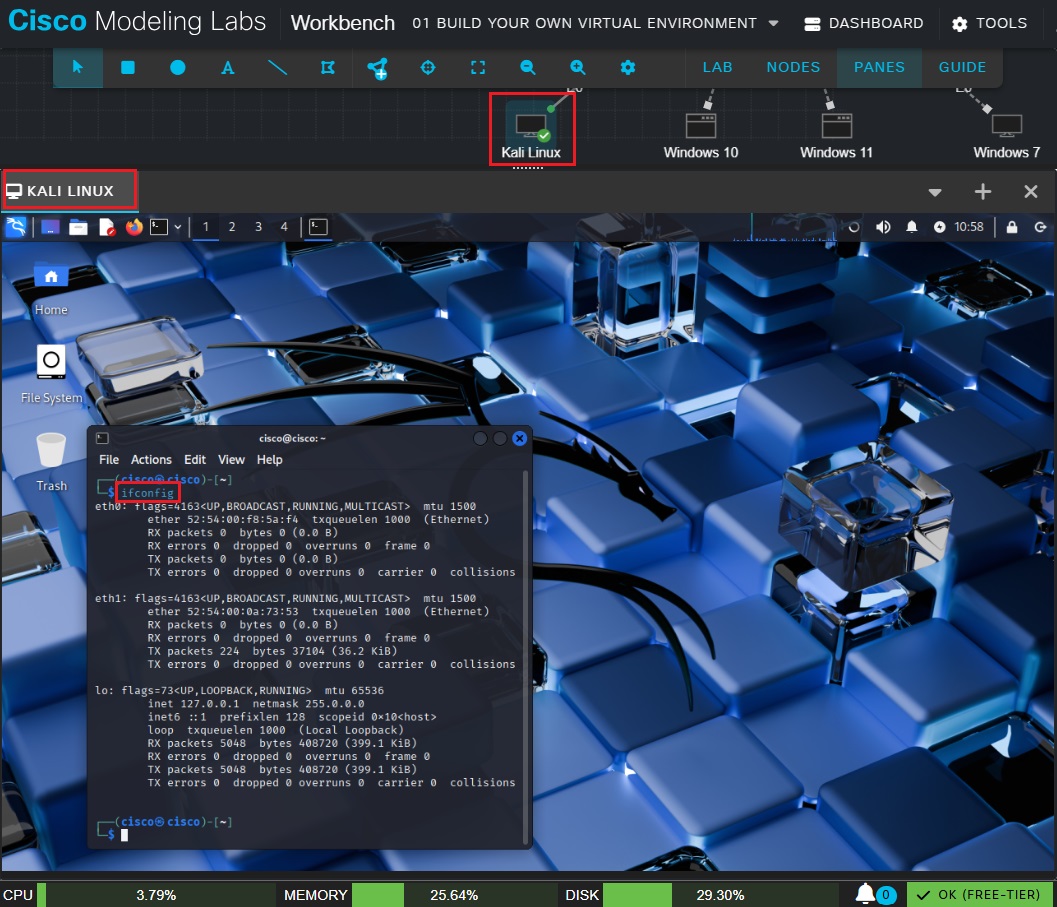 Cisco Modeling Labs Workbench 01 BUILD YOUR OWN VIRTUAL ENVIRONMENT DASHBOARD TOOLS
A LAB NODES PANES GUIDE
Kali Linux Windows 10 Windows 11 Windows 7
KALI LINUX
1 2 3 4 10:58
Home
File System
Trash
cisco@cisco: ~
File Actions Edit View Help
┌──(cisco㉿cisco)-[~]
└─$ ifconfig
eth0: flags=4163<UP,BROADCAST,RUNNING,MULTICAST> mtu 1500
ether 52:54:00:f8:5a:f4 txqueuelen 1000 (Ethernet)
RX packets 0 bytes 0 (0.0 B)
RX errors 0 dropped 0 overruns 0 frame 0
TX packets 0 bytes 0 (0.0 B)
TX errors 0 dropped 0 overruns 0 carrier 0 collisions
eth1: flags=4163<UP,BROADCAST,RUNNING,MULTICAST> mtu 1500
ether 52:54:00:0a:73:53 txqueuelen 1000 (Ethernet)
RX packets 0 bytes 0 (0.0 B)
RX errors 0 dropped 0 overruns 0 frame 0
TX packets 224 bytes 37104 (36.2 KiB)
TX errors 0 dropped 0 overruns 0 carrier 0 collisions
lo: flags=73<UP,LOOPBACK,RUNNING> mtu 65536
inet 127.0.0.1 netmask 255.0.0.0
inet6 ::1 prefixlen 128 scopeid 0×10<host>
loop txqueuelen 1000 (Local Loopback)
RX packets 5048 bytes 408720 (399.1 KiB)
RX errors 0 dropped 0 overruns 0 frame 0
TX packets 5048 bytes 408720 (399.1 KiB)
TX errors 0 dropped 0 overruns 0 carrier 0 collisions
┌──(cisco㉿cisco)-[~]
└─$
CPU 3.79% MEMORY 25.64% DISK 29.30% 0 OK (FREE-TIER)